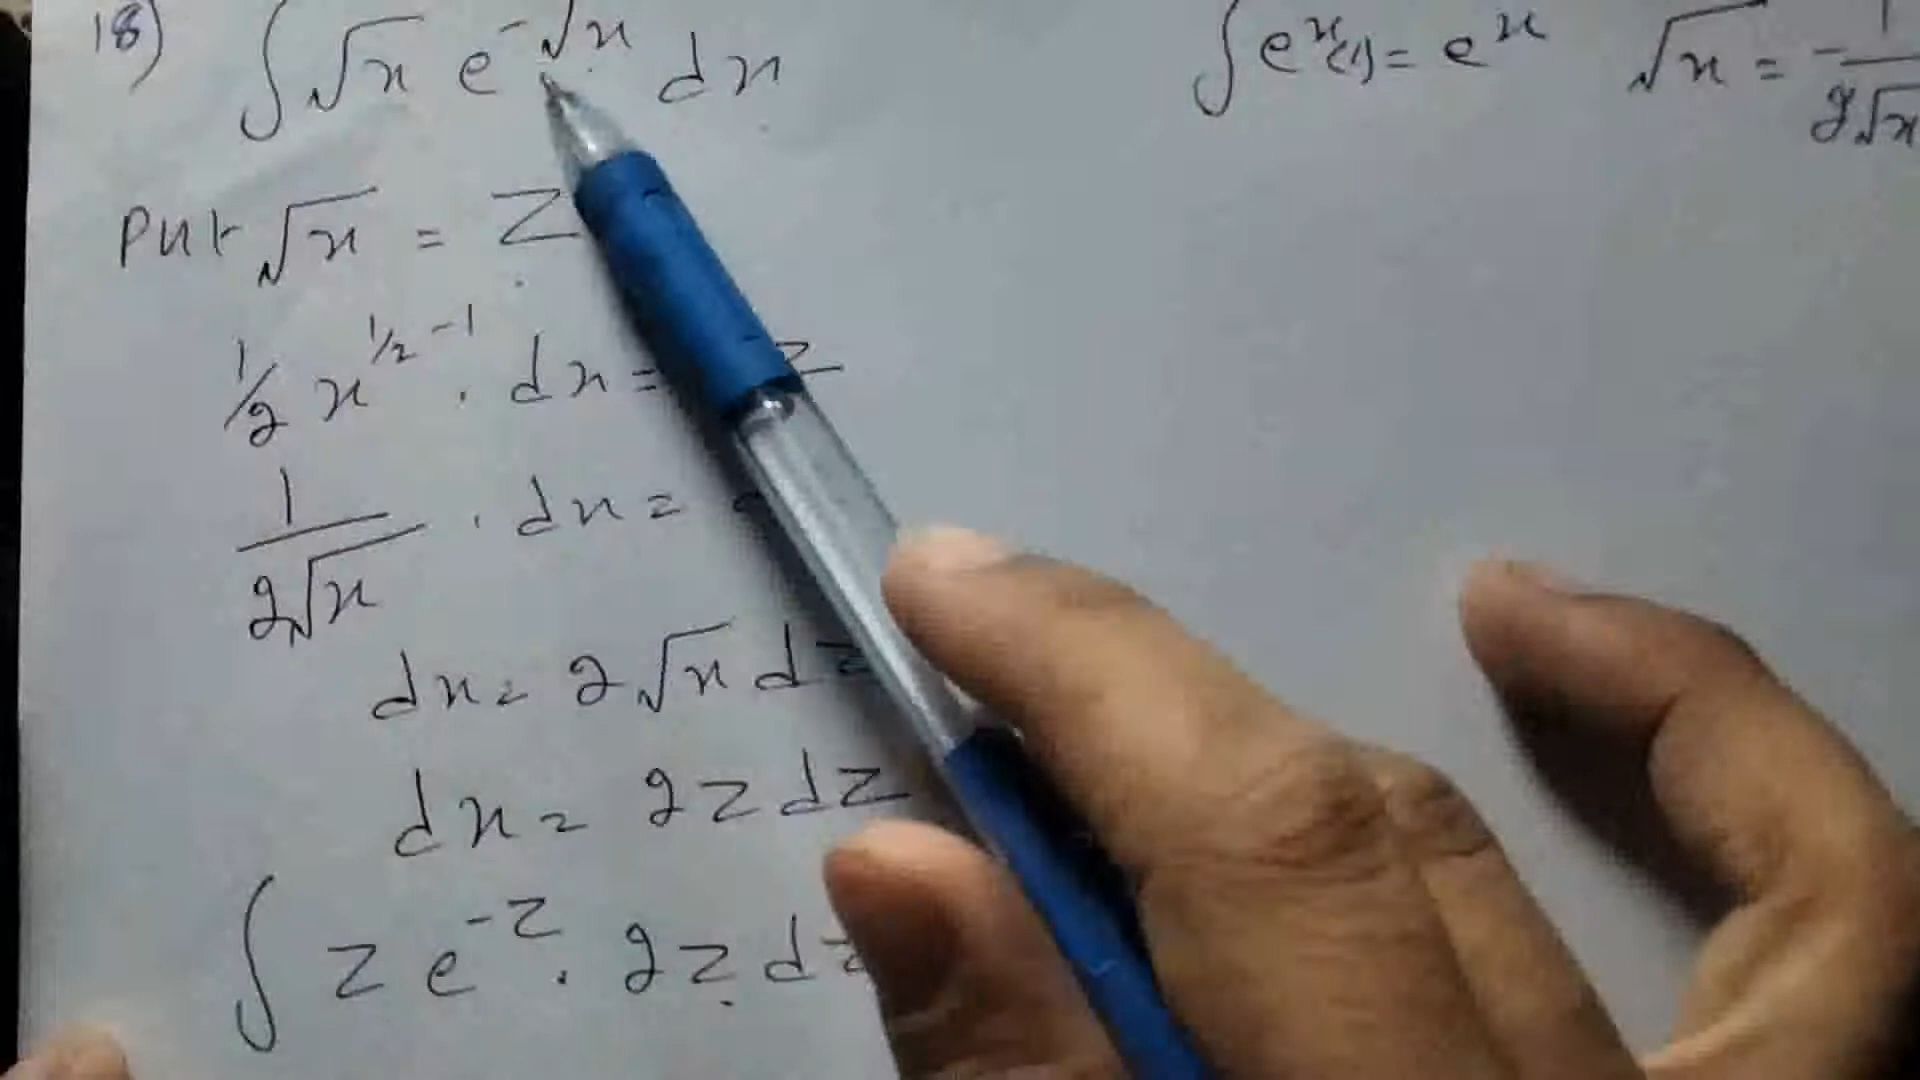 18) ∫ √x e^{-√x} dx
∫ e^x (1) = e^x √x = -1/2√x
Put √x = Z
1/2 x^{1/2 -1} . dx = z
1/2√x . dx =
dx = 2√x dz
dx = 2z dz
∫ z e^{-z} . 2z dz